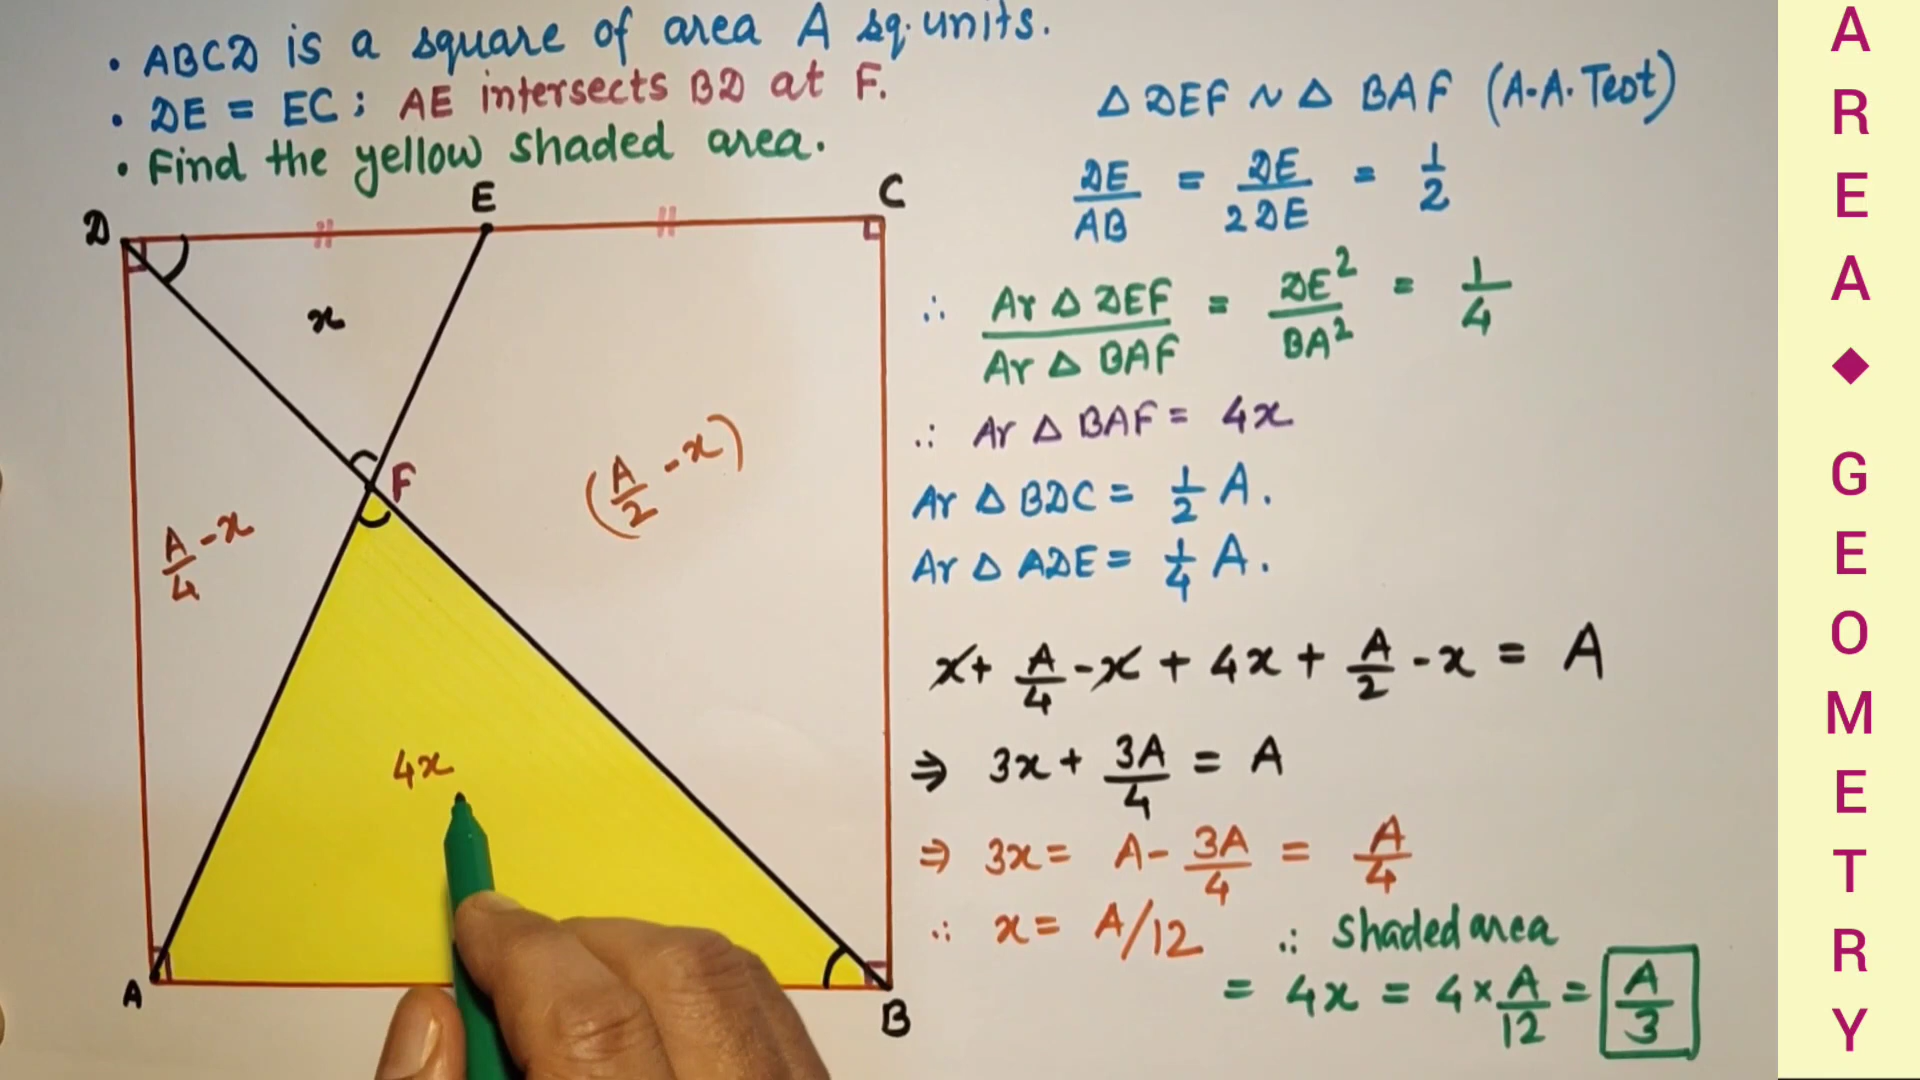 • ABCD is a square of area A sq.units.
• DE = EC; AE intersects BD at F.
• Find the yellow shaded area.
D
E
C
x
F
A/4 - x
(A/2 - x)
4x
A
B
Δ DEF ~ Δ BAF (A.A. Test)
DE/AB = DE/2DE = 1/2
∴ Ar Δ DEF / Ar Δ BAF = DE²/BA² = 1/4
∴ Ar Δ BAF = 4x
Ar Δ BDC = 1/2 A.
Ar Δ ADE = 1/4 A.
x + A/4 - x + 4x + A/2 - x = A
⇒ 3x + 3A/4 = A
⇒ 3x = A - 3A/4 = A/4
∴ x = A/12
∴ Shaded area
= 4x = 4 × A/12 = A/3
AREA ◆ GEOMETRY